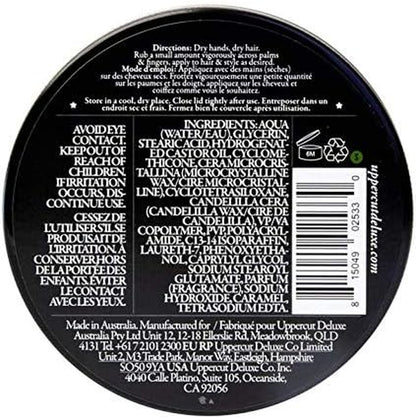 Directions: Dry hands, dry hair.
Rub a small amount vigorously across palms
& fingers, apply to hair & style as desired.
Mode d'emploi: Appliquez avec des mains (sèches)
sur des cheveux secs. Frottez vigoureusement une petite quantité
sur les paumes et les doigts, appliquez sur les cheveux et
coiffez comme vous le souhaitez.
Store in a cool, dry place. Close lid tightly after use. Entreposer dans un
endroit frais et sec. Fermer le couvercle après usage.
AVOID EYE
CONTACT.
KEEP OUT OF
REACH OF
CHILDREN.
IF IRRITATION
OCCURS, DIS-
CONTINUE USE.
CESSEZ DE
L'UTILISER S'IL SE
PRODUISAIT DE
L'IRRITATION. À
CONSERVER HORS
DE LA PORTÉE DES
ENFANTS. ÉVITER
LE CONTACT
AVEC LES YEUX.
INGREDIENTS: AQUA
(WATER/EAU), GLYCERIN,
STEARIC ACID, HYDROGENAT-
ED CASTOR OIL, CYCLOME-
THICONE, CERA MICROCRIS-
TALLINA (MICROCRYSTALLINE
WAX/CIRE MICROCRISTAL-
LINE), CYCLOTETRASILOXANE,
CANDELILLA CERA
(CANDELILLA WAX/CIRE DE
CANDELILLA), VP/VA
COPOLYMER, PVP, POLYACRYL-
AMIDE, C13-14 ISOPARAFFIN,
LAURETH-7, PHENOXYETHA-
NOL, CAPRYLYL GLYCOL,
SODIUM STEAROYL
GLUTAMATE, PARFUM
(FRAGRANCE), SODIUM
HYDROXIDE, CARAMEL,
TETRASODIUM EDTA.
6M
uppercutdeluxe.com
8 15049 02533 0
Made in Australia. Manufactured for / Fabriqué pour Uppercut Deluxe
Australia Pty Ltd Unit 12, 12-18 Ellerslie Rd, Meadowbrook, QLD
4131 Tel +61 7 2101 2300 EU RP Uppercut Deluxe Co Limited
Unit 2, M3 Trade Park, Manor Way, Eastleigh, Hampshire
SO50 9YA US Uppercut Deluxe Co Inc.
4040 Calle Platino, Suite 105, Oceanside,
CA 92056